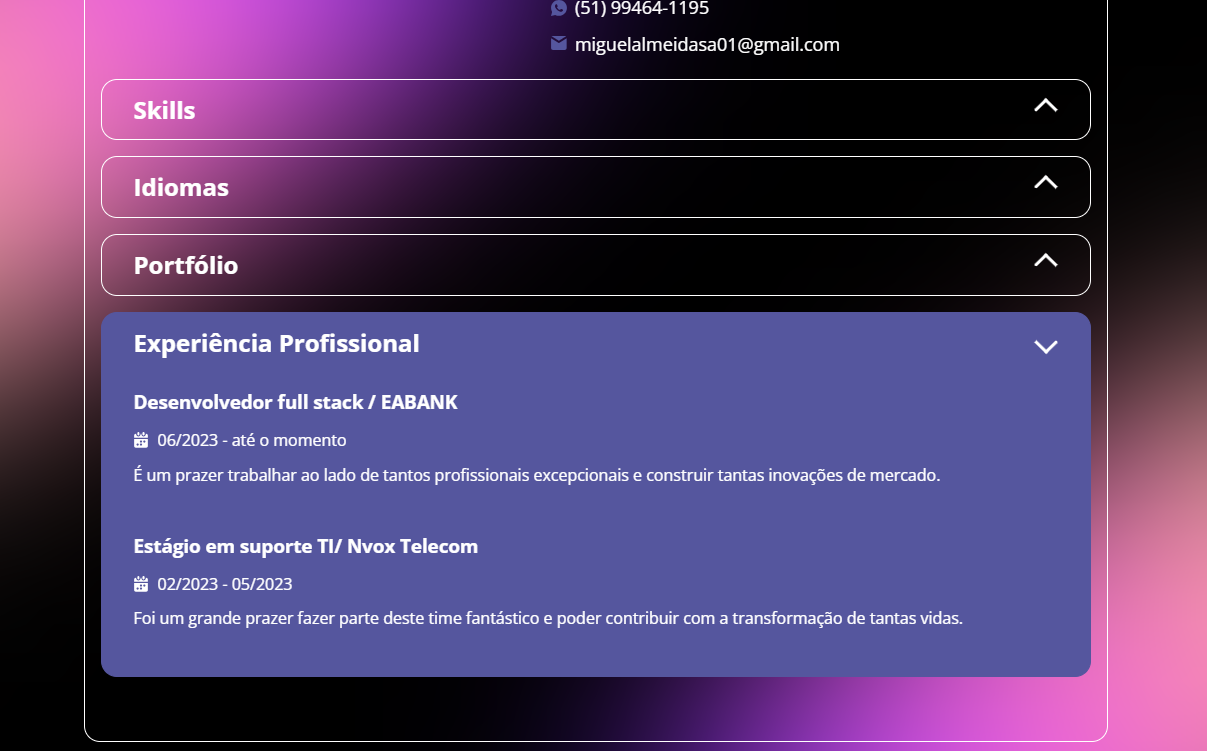 (51) 99464-1195
miguelalmeidasa01@gmail.com
Skills
Idiomas
Portfólio
Experiência Profissional
Desenvolvedor full stack / EABANK
06/2023 - até o momento
É um prazer trabalhar ao lado de tantos profissionais excepcionais e construir tantas inovações de mercado.
Estágio em suporte TI/ Nvox Telecom
02/2023 - 05/2023
Foi um grande prazer fazer parte deste time fantástico e poder contribuir com a transformação de tantas vidas.